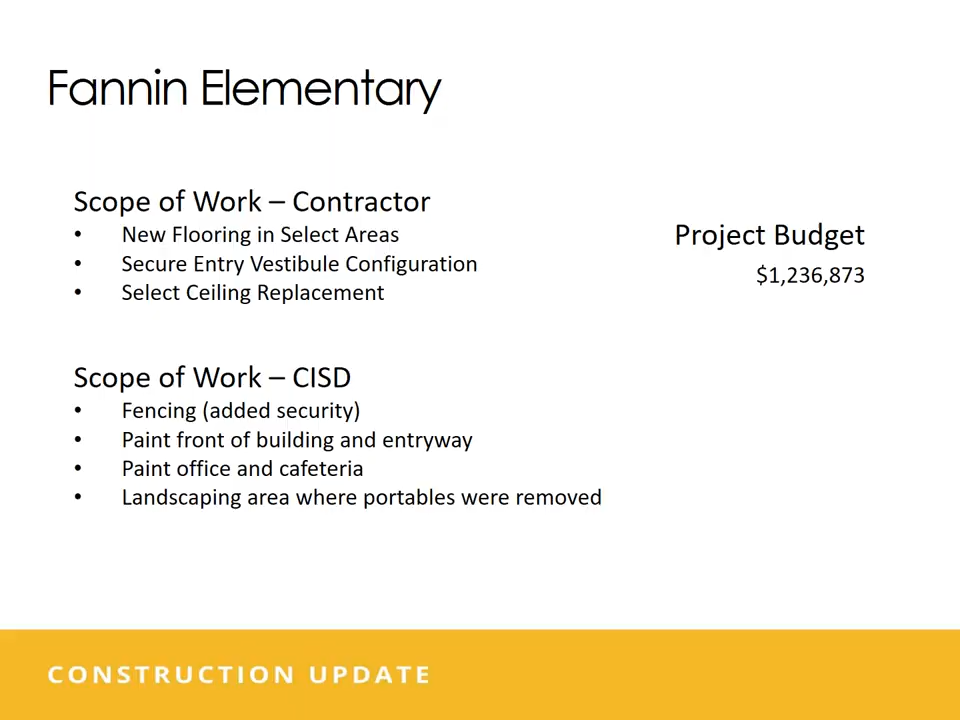 Fannin Elementary
Scope of Work – Contractor
• New Flooring in Select Areas
• Secure Entry Vestibule Configuration
• Select Ceiling Replacement
Project Budget
$1,236,873
Scope of Work – CISD
• Fencing (added security)
• Paint front of building and entryway
• Paint office and cafeteria
• Landscaping area where portables were removed
CONSTRUCTION UPDATE